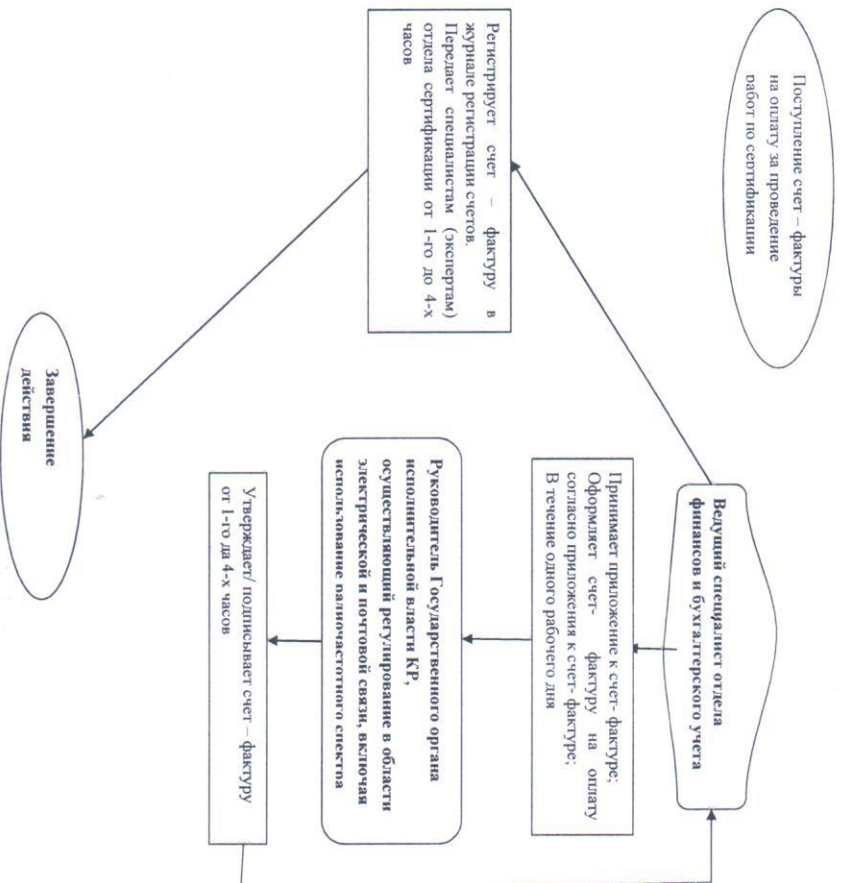 Поступление счет – фактуры
на оплату за проведение
работ по сертификации
Ведущий специалист отдела
финансов и бухгалтерского учета
Принимает приложение к счет- фактуре;
Оформляет счет- фактуру на оплату
согласно приложения к счет- фактуре;
В течение одного рабочего дня
Регистрирует счет – фактуру в
журнале регистрации счетов.
Передает специалистам (экспертам)
отдела сертификации от 1-го до 4-х
часов
Руководитель Государственного органа
исполнительной власти КР,
осуществляющий регулирование в области
электрической и почтовой связи, включая
использование радиочастотного спектра
Утверждает/ подписывает счет – фактуру
от 1-го да 4-х часов
Завершение
действия